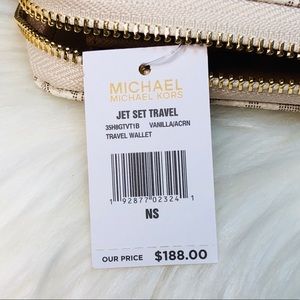 MICHAEL
MICHAEL KORS
JET SET TRAVEL
35H8GTVT1B VANILLA/ACRN
TRAVEL WALLET
1 92877 02324 1
NS
OUR PRICE $188.00